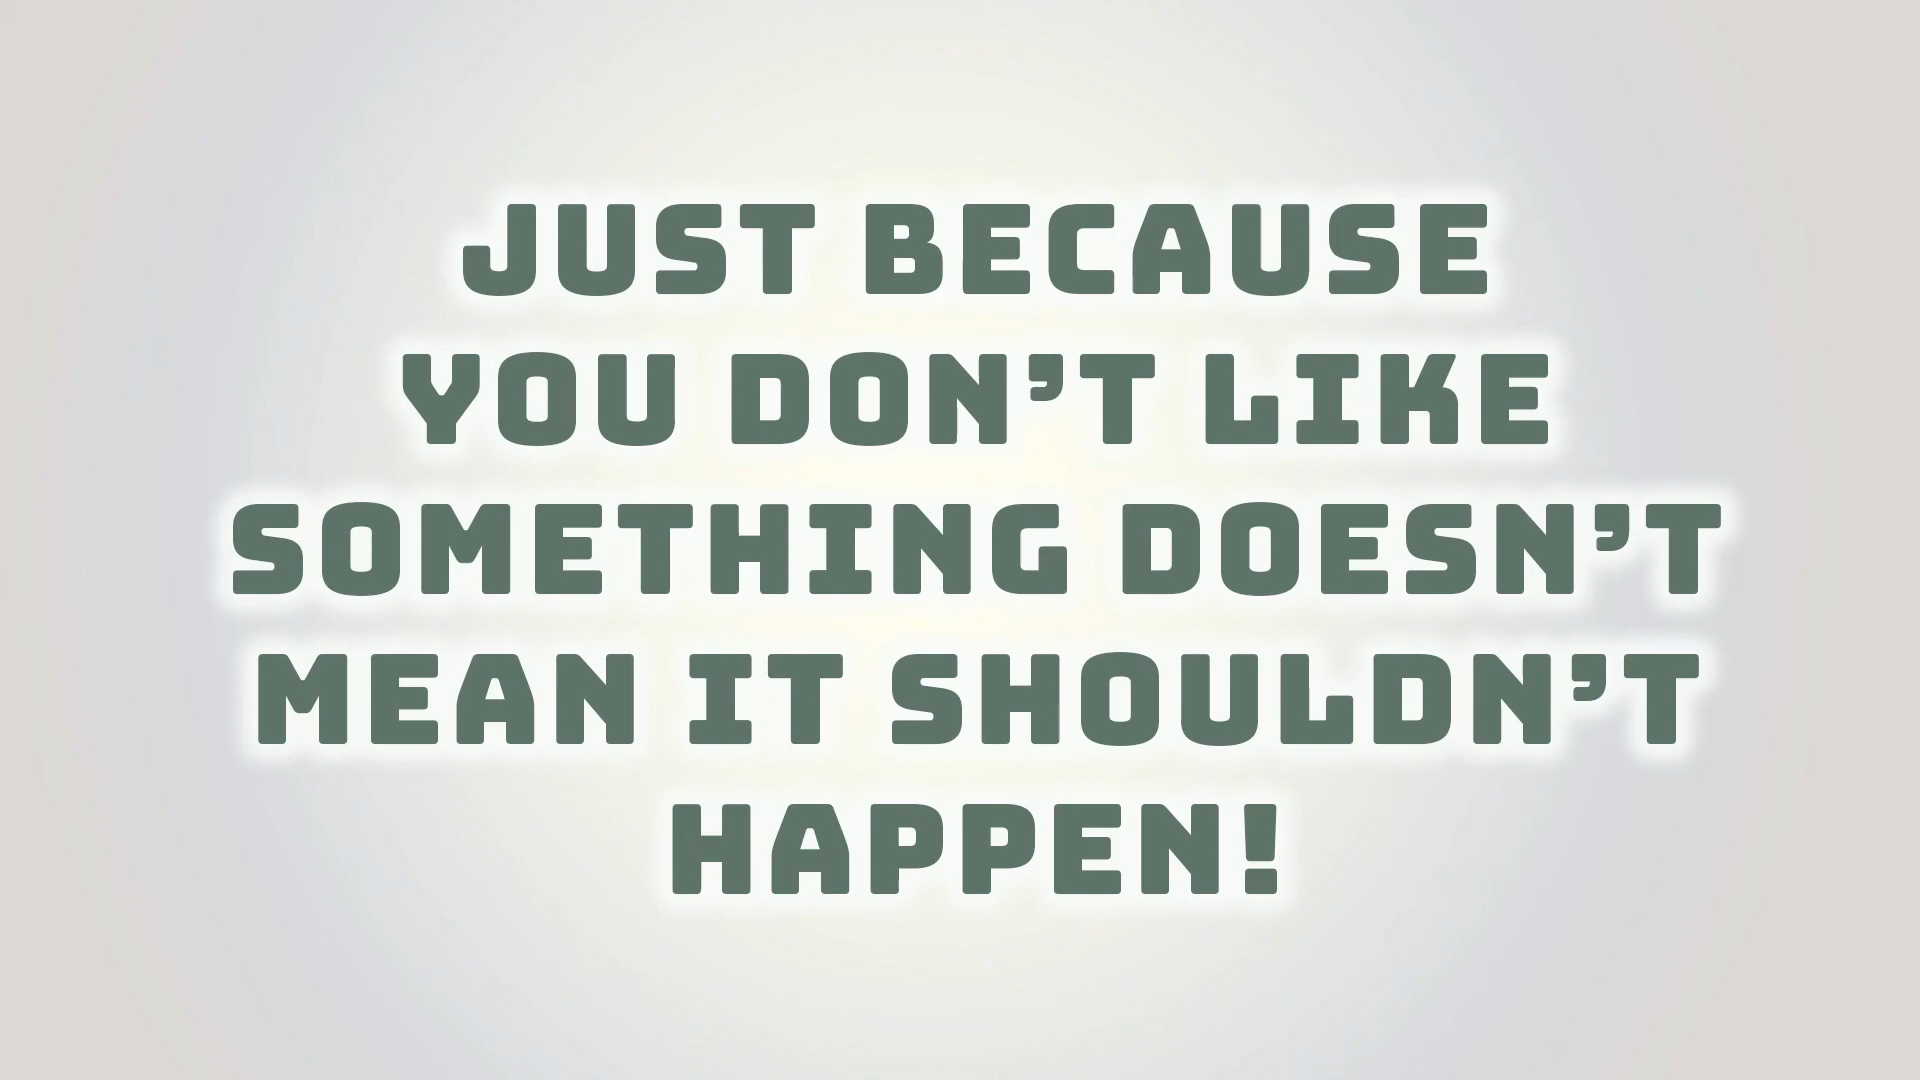 JUST BECAUSE
YOU DON’T LIKE
SOMETHING DOESN’T
MEAN IT SHOULDN’T
HAPPEN!